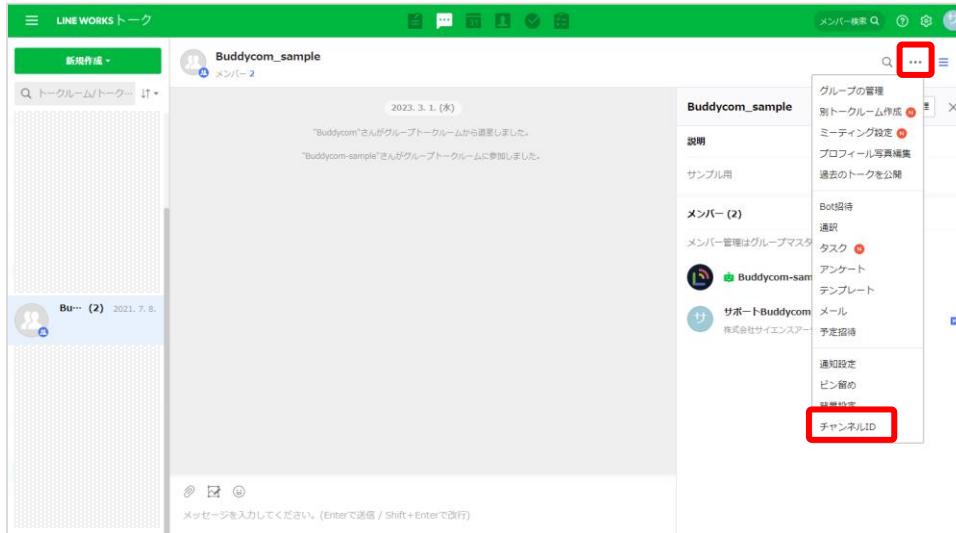 LINE WORKS トーク
メンバー検索
新規作成
トークルーム/トーク…
Buddycom_sample
メンバー 2
2023. 3. 1. (水)
"Buddycom"さんがグループトークルームから退室しました。
"Buddycom-sample"さんがグループトークルームに参加しました。
Bu… (2) 2021. 7. 8.
メッセージを入力してください。(Enterで送信 / Shift+Enterで改行)
Buddycom_sample
説明
サンプル用
メンバー (2)
メンバー管理はグループマスタ
Buddycom-sam
サ
サポートBuddycom
株式会社サイエンスアー
グループの管理
別トークルーム作成 N
ミーティング設定 N
プロフィール写真編集
過去のトークを公開
Bot招待
通訳
タスク N
アンケート
テンプレート
メール
予定招待
通知設定
ピン留め
背景設定
チャンネルID